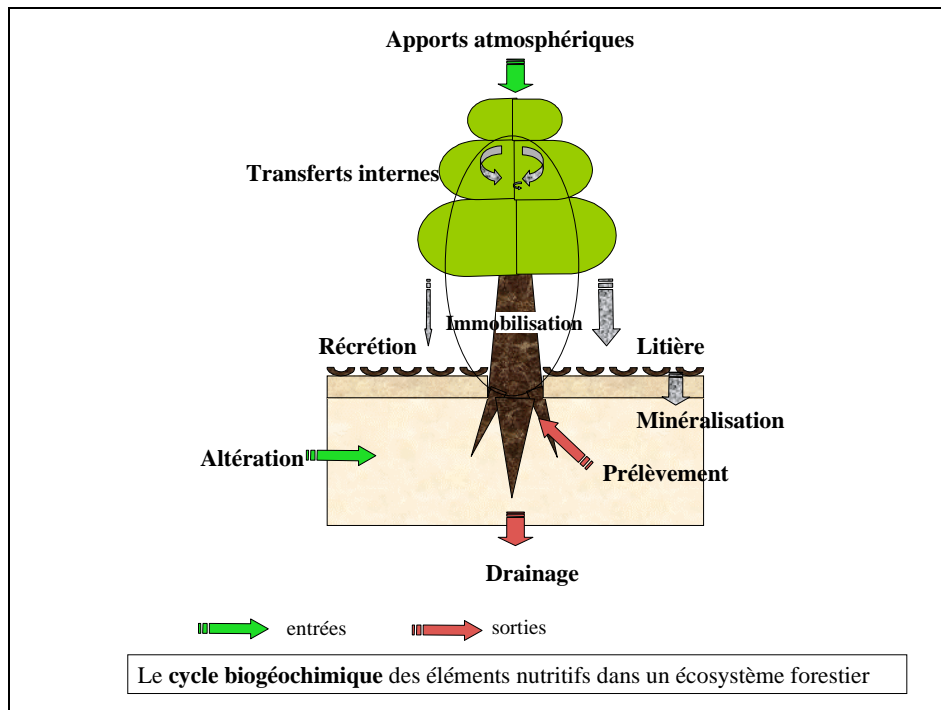 Apports atmosphériques
Transferts internes
Immobilisation
Récrétion
Litière
Minéralisation
Altération
Prélèvement
Drainage
entrées
sorties
Le cycle biogéochimique des éléments nutritifs dans un écosystème forestier